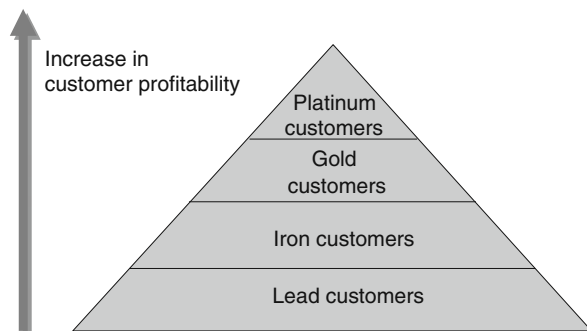 Increase in
customer profitability
Platinum
customers
Gold
customers
Iron customers
Lead customers